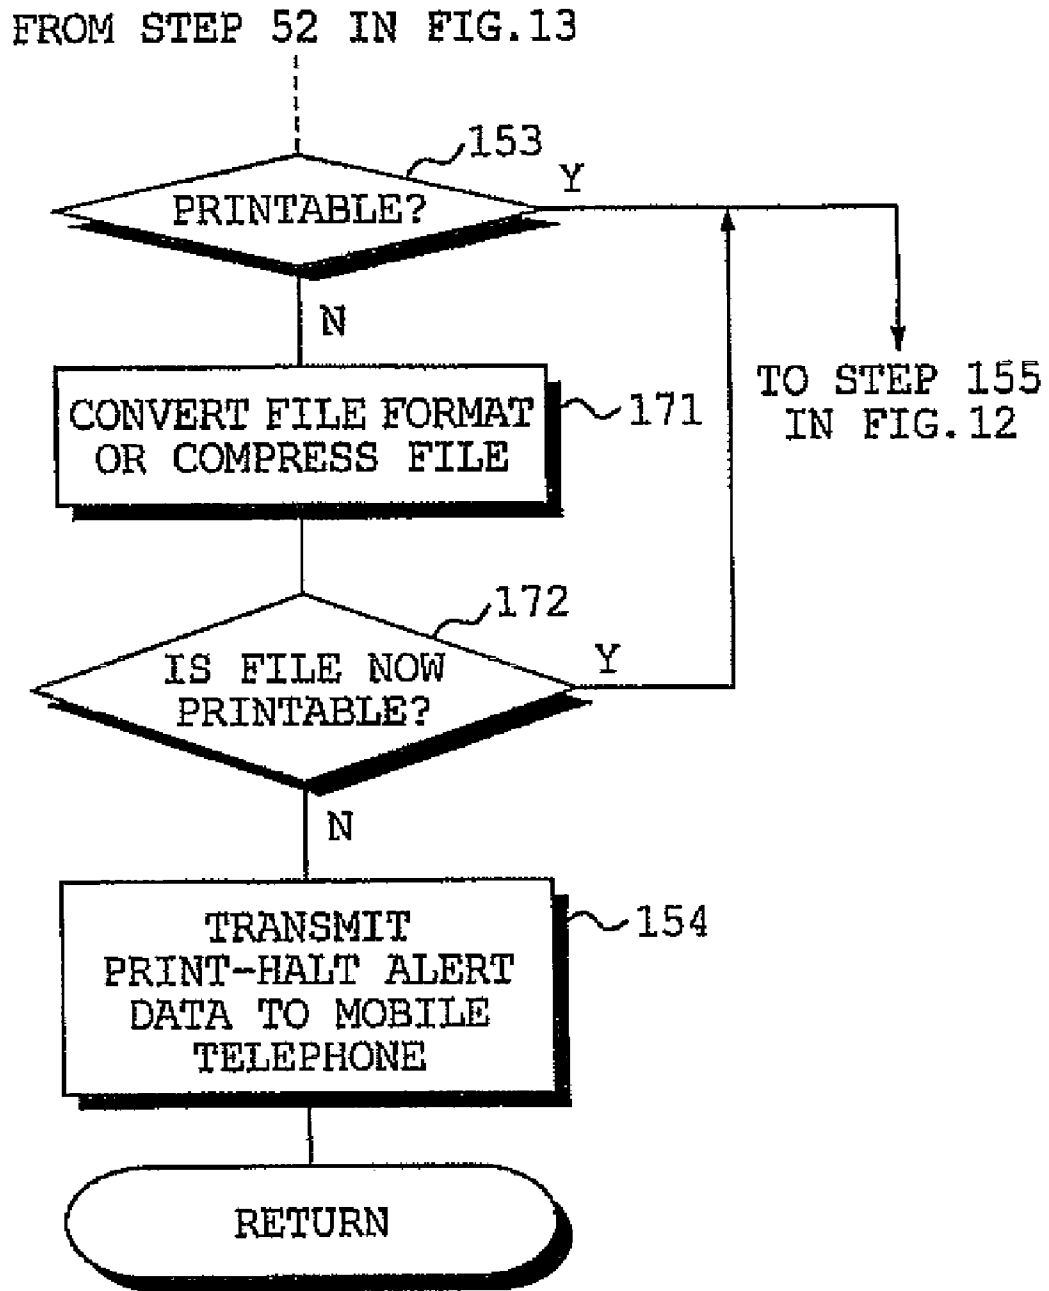 FROM STEP 52 IN FIG.13
153
PRINTABLE?
Y
N
CONVERT FILE FORMAT
OR COMPRESS FILE
171
TO STEP 155
IN FIG.12
172
IS FILE NOW
PRINTABLE?
Y
N
TRANSMIT
PRINT-HALT ALERT
DATA TO MOBILE
TELEPHONE
154
RETURN